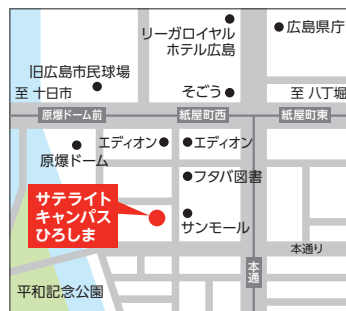 リーガロイヤル
ホテル広島
広島県庁
旧広島市民球場
至 十日市
そごう
至 八丁堀
原爆ドーム前
紙屋町西
紙屋町東
エディオン
エディオン
原爆ドーム
フタバ図書
サテライト
キャンパス
ひろしま
サンモール
本通り
本通
平和記念公園